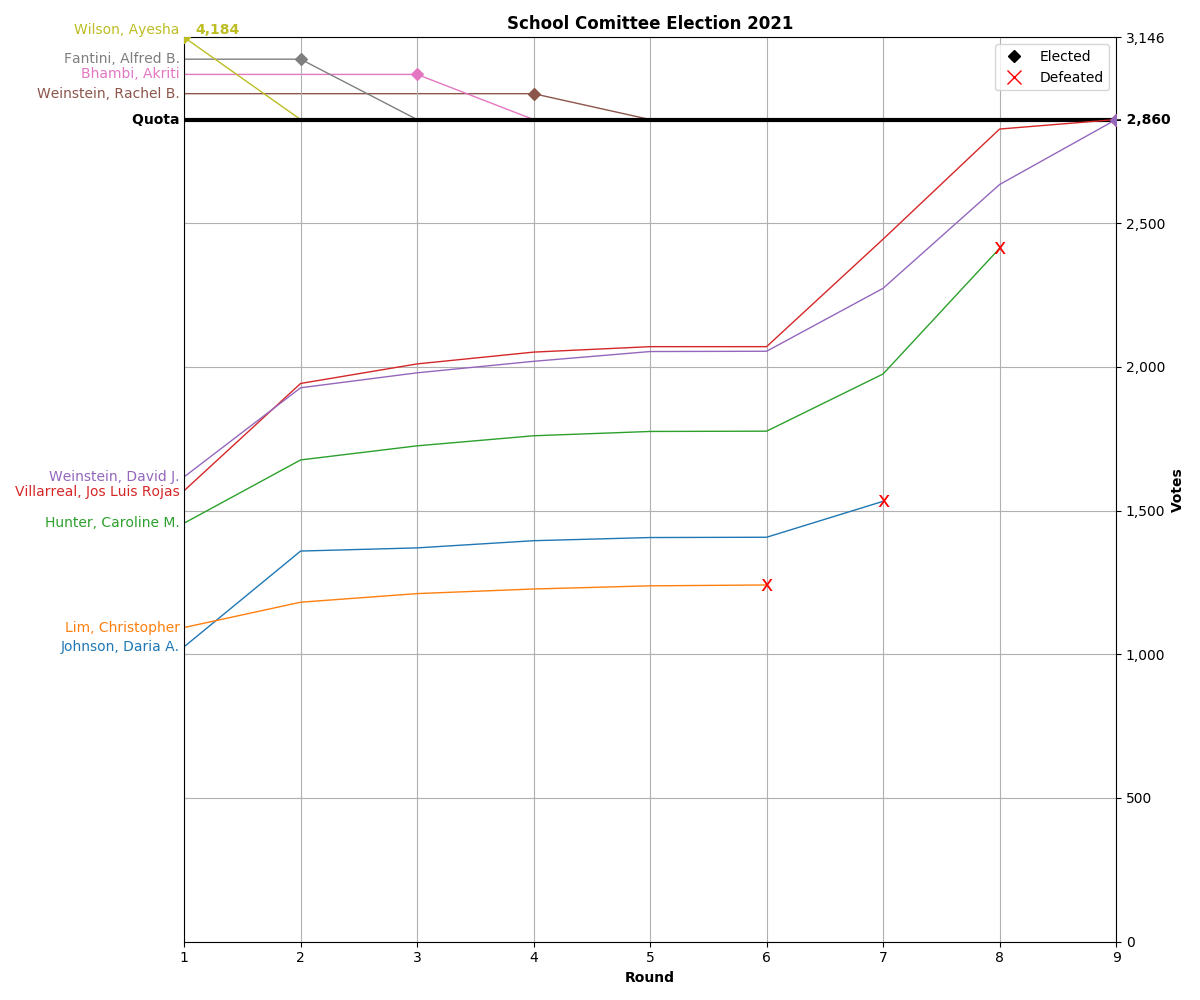 School Comittee Election 2021
Wilson, Ayesha 4,184
Fantini, Alfred B.
Bhambi, Akriti
Weinstein, Rachel B.
Quota
Weinstein, David J.
Villarreal, Jos Luis Rojas
Hunter, Caroline M.
Lim, Christopher
Johnson, Daria A.
Elected
Defeated
3,146
2,860
2,500
2,000
1,500
1,000
500
0
Votes
X
X
X
1 2 3 4 5 6 7 8 9
Round